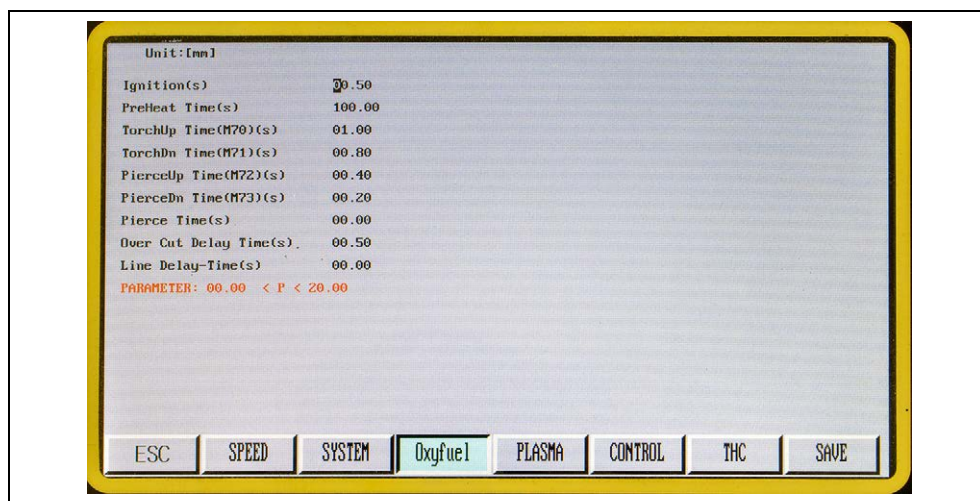 Unit:[mm]
Ignition(s) 00.50
PreHeat Time(s) 100.00
TorchUp Time(M70)(s) 01.00
TorchDn Time(M71)(s) 00.80
PierceUp Time(M72)(s) 00.40
PierceDn Time(M73)(s) 00.20
Pierce Time(s) 00.00
Over Cut Delay Time(s) 00.50
Line Delay-Time(s) 00.00
PARAMETER: 00.00 < P < 20.00
ESC SPEED SYSTEM Oxyfuel PLASMA CONTROL THC SAVE